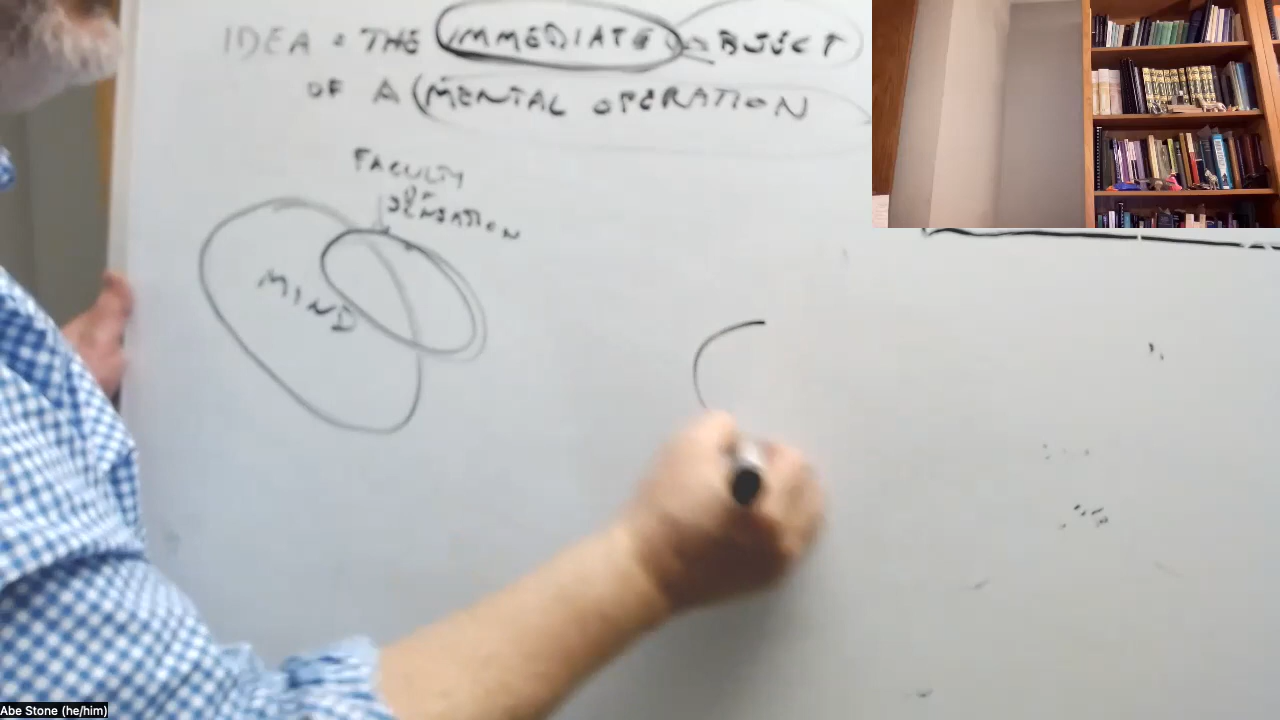 IDEA = THE IMMEDIATE OBJECT
OF A (MENTAL OPERATION
FACULTY
OF
SENSATION
MIND
Abe Stone (he/him)